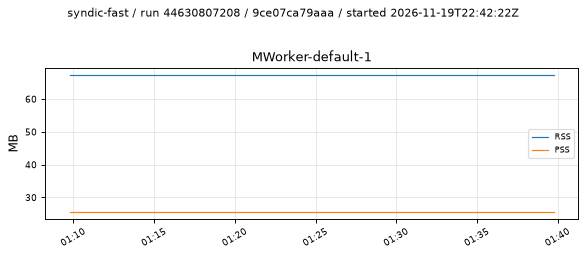 syndic-fast / run 44630807208 / 9ce07ca79aaa / started 2026-11-19T22:42:22Z
MWorker-default-1
MB
60
50
40
30
RSS
PSS
01:10
01:15
01:20
01:25
01:30
01:35
01:40